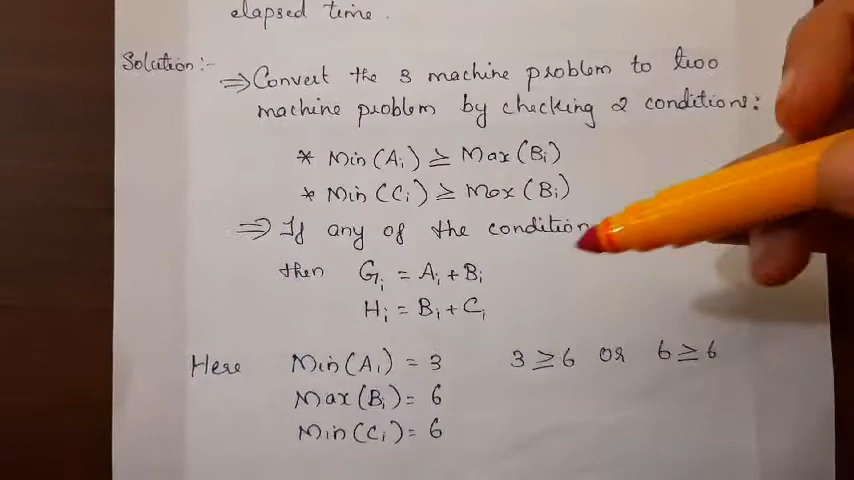 elapsed time.
Solution:- ⇒ Convert the 3 machine problem to two
machine problem by checking 2 conditions:
* Min(Ai) ≥ Max(Bi)
* Min(Ci) ≥ Max(Bi)
⇒ If any of the condition
then Gi = Ai + Bi
Hi = Bi + Ci
Here Min(Ai) = 3 3 ≥ 6 or 6 ≥ 6
Max(Bi) = 6
Min(Ci) = 6